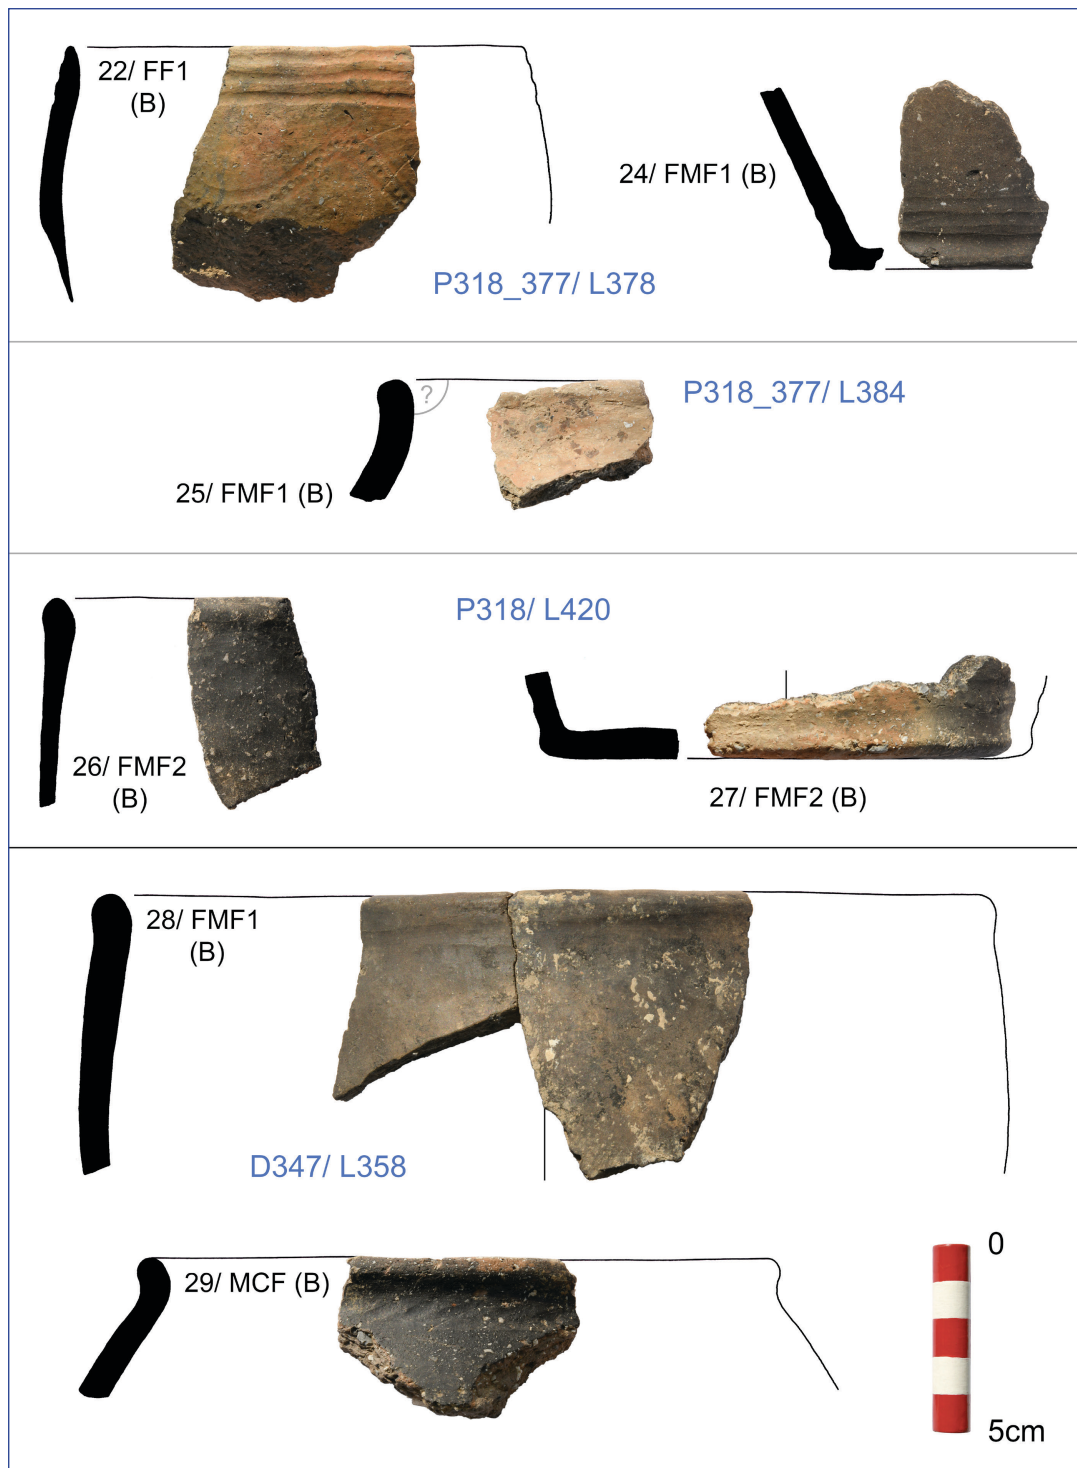 22/ FF1
(B)
24/ FMF1 (B)
P318_377/ L378
?
P318_377/ L384
25/ FMF1 (B)
P318/ L420
26/ FMF2
(B)
27/ FMF2 (B)
28/ FMF1
(B)
D347/ L358
29/ MCF (B)
0
5cm